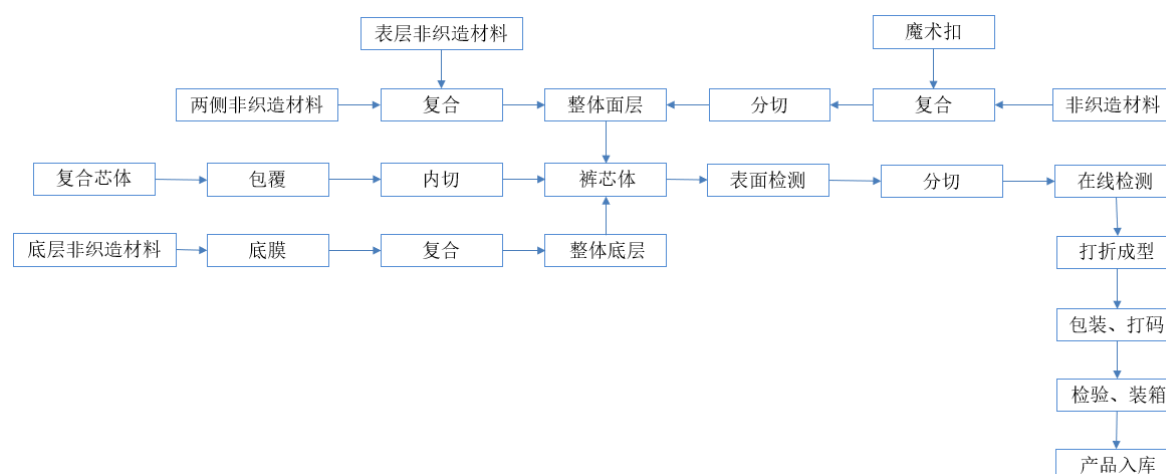 表层非织造材料
魔术扣
两侧非织造材料
复合
整体面层
分切
复合
非织造材料
复合芯体
包覆
内切
裤芯体
表面检测
分切
在线检测
底层非织造材料
底膜
复合
整体底层
打折成型
包装、打码
检验、装箱
产品入库